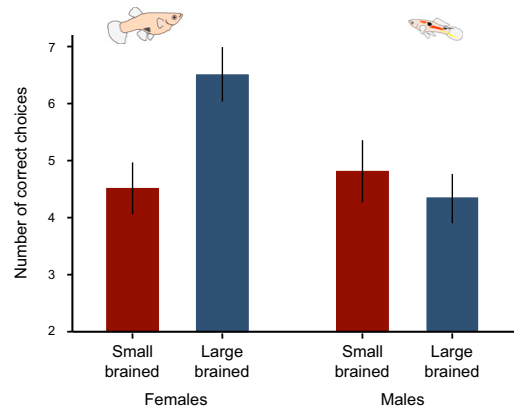 Number of correct choices
7
6
5
4
3
2
Small
brained
Large
brained
Small
brained
Large
brained
Females
Males